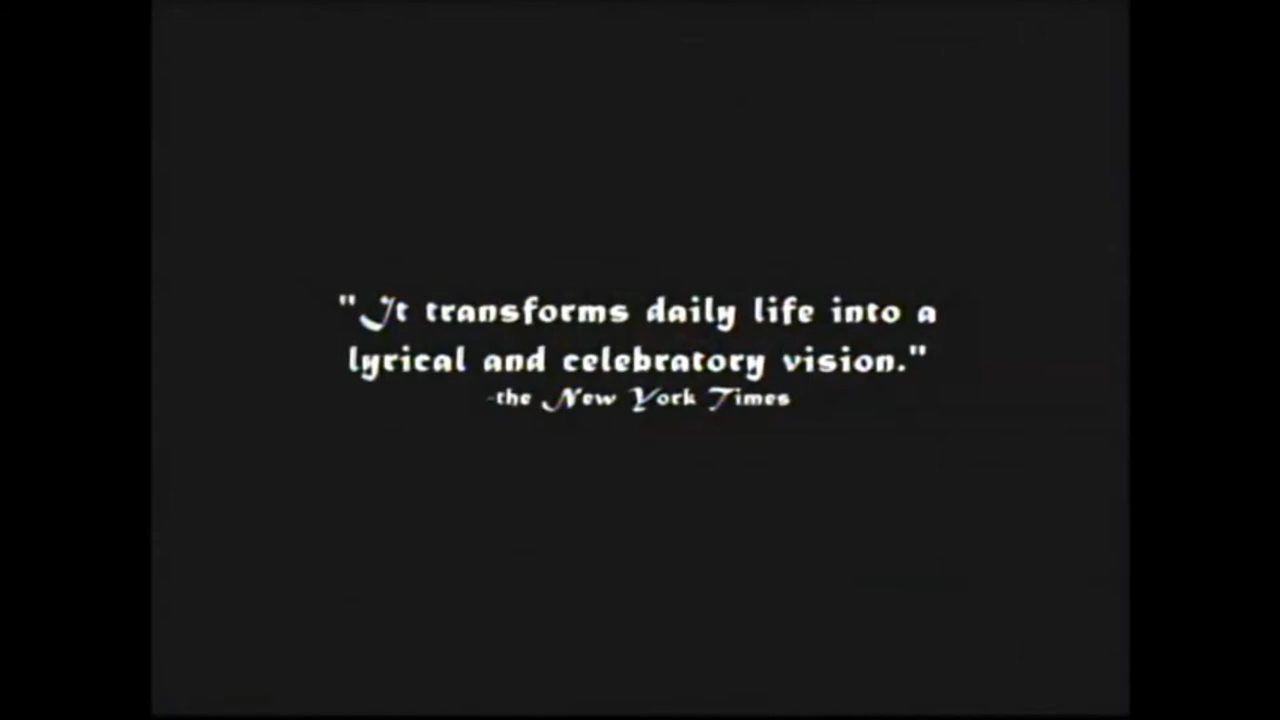 "It transforms daily life into a
lyrical and celebratory vision."
-the New York Times